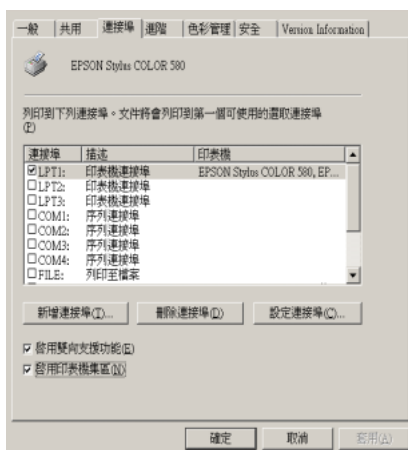 一般 共用 連接埠 進階 色彩管理 安全 Version Information
EPSON Stylus COLOR 580
列印到下列連接埠。文件將會列印到第一個可使用的選取連接埠
(P)
連接埠 描述 印表機
LPT1: 印表機連接埠 EPSON Stylus COLOR 580, EP...
LPT2: 印表機連接埠
LPT3: 印表機連接埠
COM1: 序列連接埠
COM2: 序列連接埠
COM3: 序列連接埠
COM4: 序列連接埠
FILE: 列印至檔案
新增連接埠(T)... 刪除連接埠(D) 設定連接埠(C)...
啓用雙向支援功能(E)
啓用印表機集區(N)
確定 取消 套用(A)